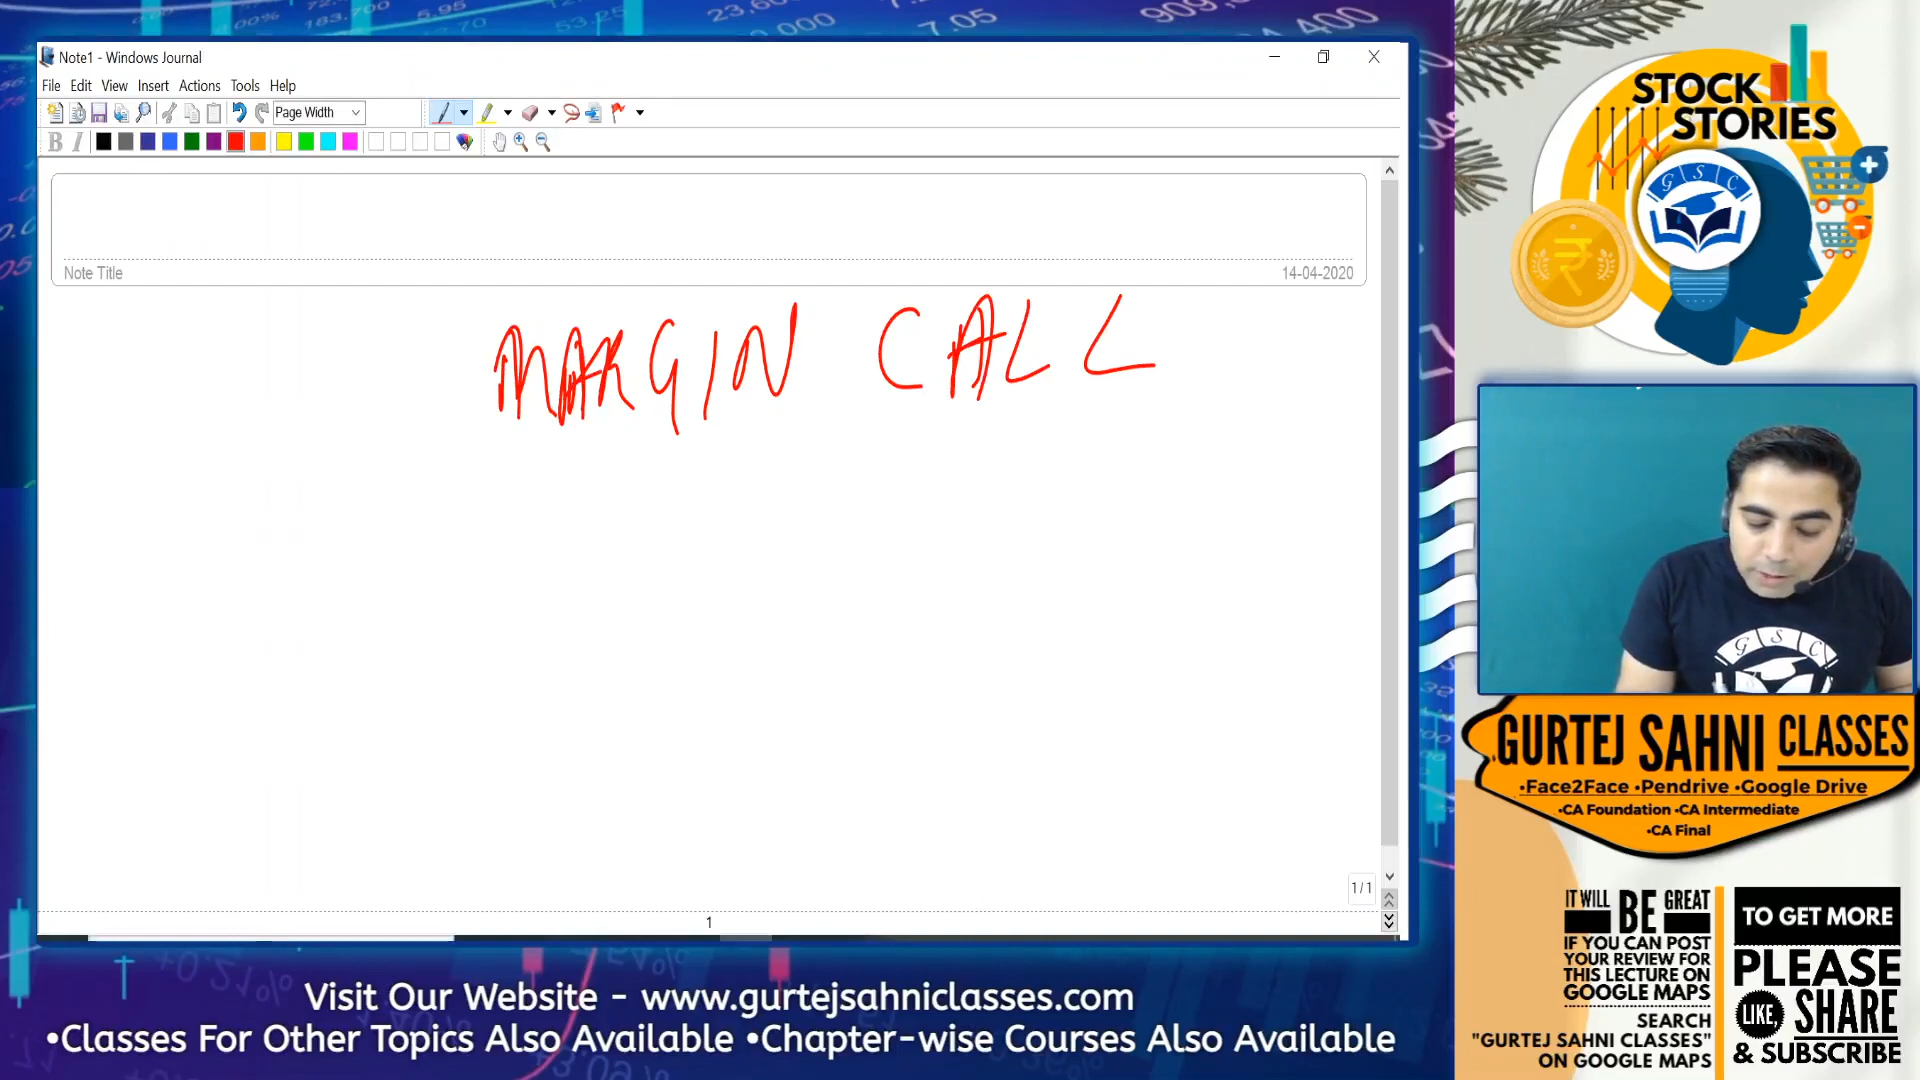 Note1 - Windows Journal
File Edit View Insert Actions Tools Help
Page Width
B I
Note Title
14-04-2020
MARGIN CALL
1 / 1
1
STOCK
STORIES
G S C
G S C
GURTEJ SAHNI CLASSES
•Face2Face •Pendrive •Google Drive
•CA Foundation •CA Intermediate
•CA Final
IT WILL BE GREAT
IF YOU CAN POST
YOUR REVIEW FOR
THIS LECTURE ON
GOOGLE MAPS
SEARCH
"GURTEJ SAHNI CLASSES"
ON GOOGLE MAPS
TO GET MORE
PLEASE
LIKE, SHARE
& SUBSCRIBE
Visit Our Website - www.gurtejsahniclasses.com
•Classes For Other Topics Also Available •Chapter-wise Courses Also Available